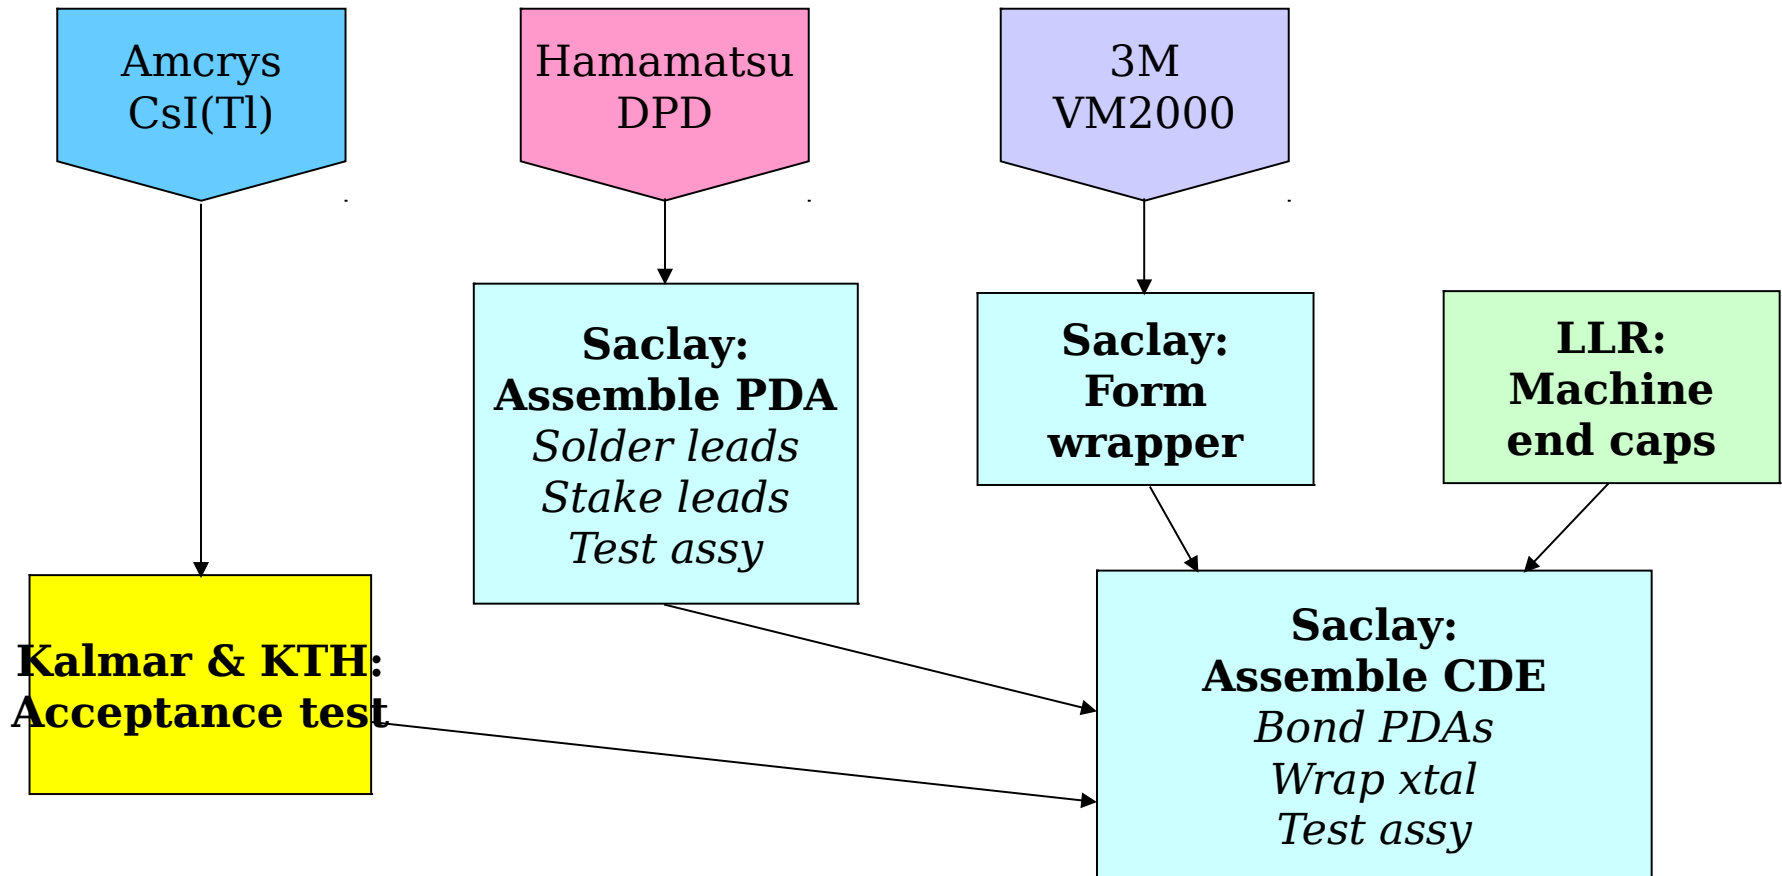 Amcrys
CsI(Tl)
Hamamatsu
DPD
3M
VM2000
Saclay:
Assemble PDA
Solder leads
Stake leads
Test assy
Saclay:
Form
wrapper
LLR:
Machine
end caps
Kalmar & KTH:
Acceptance test
Saclay:
Assemble CDE
Bond PDAs
Wrap xtal
Test assy